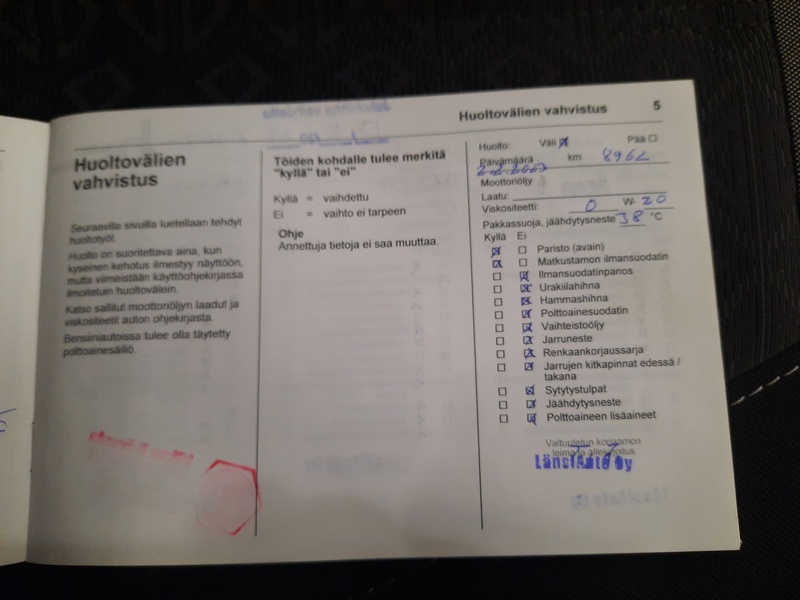 Huoltovälien vahvistus 5
Huoltovälien
vahvistus
Seuraavilla sivuilla luetellaan tehdyt
huoltotyöt.
Huolto on suoritettava aina, kun
kyseinen kehotus ilmestyy näyttöön,
mutta viimeistään käyttöohjekirjassa
ilmoitetuin huoltovälein.
Katso sallitut moottoriöljyn laadut ja
viskositeetit auton ohjekirjasta.
Bensiiniautoissa tulee olla täytetty
polttoainesäiliö.
Töiden kohdalle tulee merkitä
"kyllä" tai "ei"
Kyllä = vaihdettu
Ei = vaihto ei tarpeen
Ohje
Annettuja tietoja ei saa muuttaa.
Huolto: Väli Pää
Päivämäärä km
Moottoriöljy
Laatu:
Viskositeetti: 0 W- 20
Pakkassuoja, jäähdytysneste 38 °C
Kyllä Ei
Paristo (avain)
Matkustamon ilmansuodatin
Ilmansuodatinpanos
Urakiilahihna
Hammashihna
Polttoainesuodatin
Vaihteistoöljy
Jarruneste
Renkaankorjaussarja
Jarrujen kitkapinnat edessä /
takana
Sytytystulpat
Jäähdytysneste
Polttoaineen lisäaineet
Valtuutetun korjaamon
leima ja allekirjoitus
LänsiAuto Oy